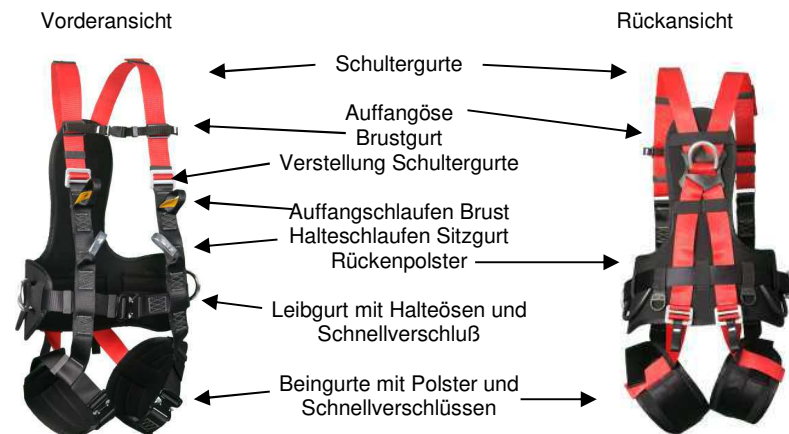 Vorderansicht
Rückansicht
Schultergurte
Auffangöse
Brustgurt
Verstellung Schultergurte
Auffangschlaufen Brust
Halteschlaufen Sitzgurt
Rückenpolster
Leibgurt mit Halteösen und
Schnellverschluß
Beingurte mit Polster und
Schnellverschlüssen